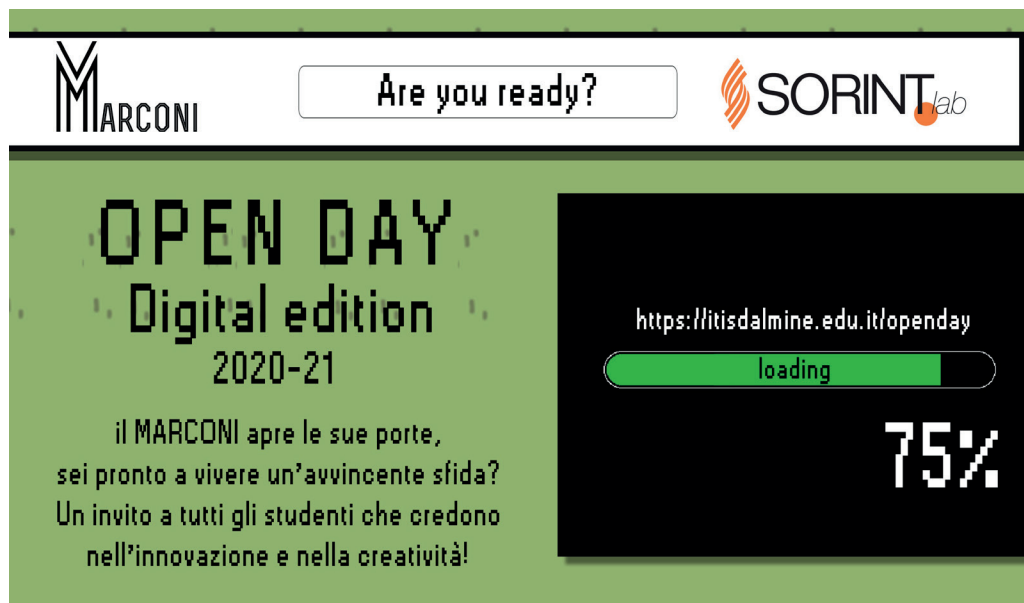 MARCONI
Are you ready?
SORINT.lab
OPEN DAY
Digital edition
2020-21
il MARCONI apre le sue porte,
sei pronto a vivere un'avvincente sfida?
Un invito a tutti gli studenti che credono
nell'innovazione e nella creatività!
https://itisdalmine.edu.it/openday
loading
75%